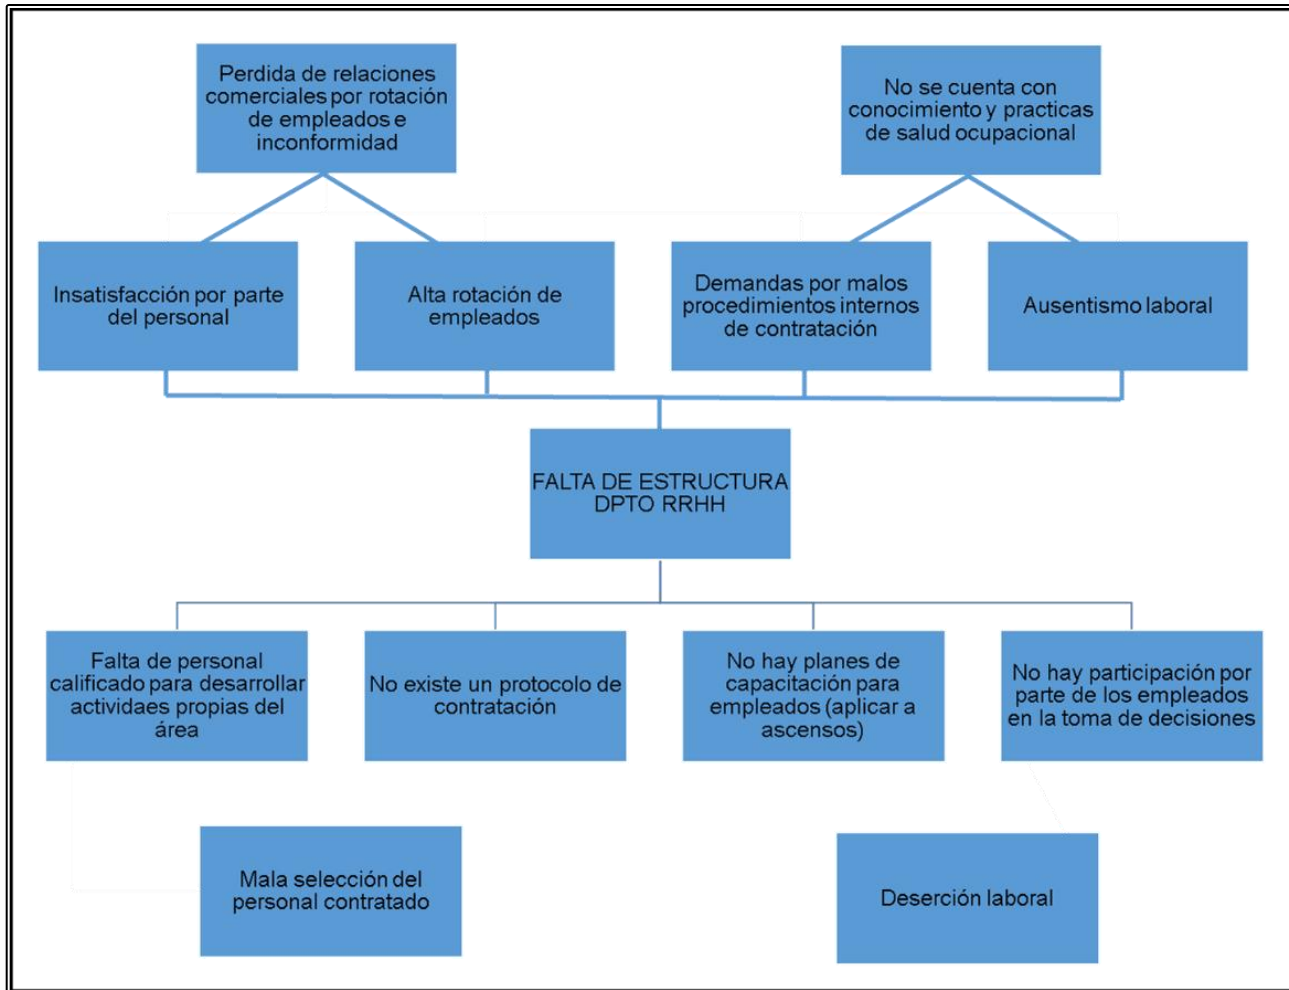 Perdida de relaciones
comerciales por rotación
de empleados e
inconformidad
No se cuenta con
conocimiento y practicas
de salud ocupacional
Insatisfacción por parte
del personal
Alta rotación de
empleados
Demandas por malos
procedimientos internos
de contratación
Ausentismo laboral
FALTA DE ESTRUCTURA
DPTO RRHH
Falta de personal
calificado para desarrollar
actividaes propias del
área
No existe un protocolo de
contratación
No hay planes de
capacitación para
empleados (aplicar a
ascensos)
No hay participación por
parte de los empleados
en la toma de decisiones
Mala selección del
personal contratado
Deserción laboral